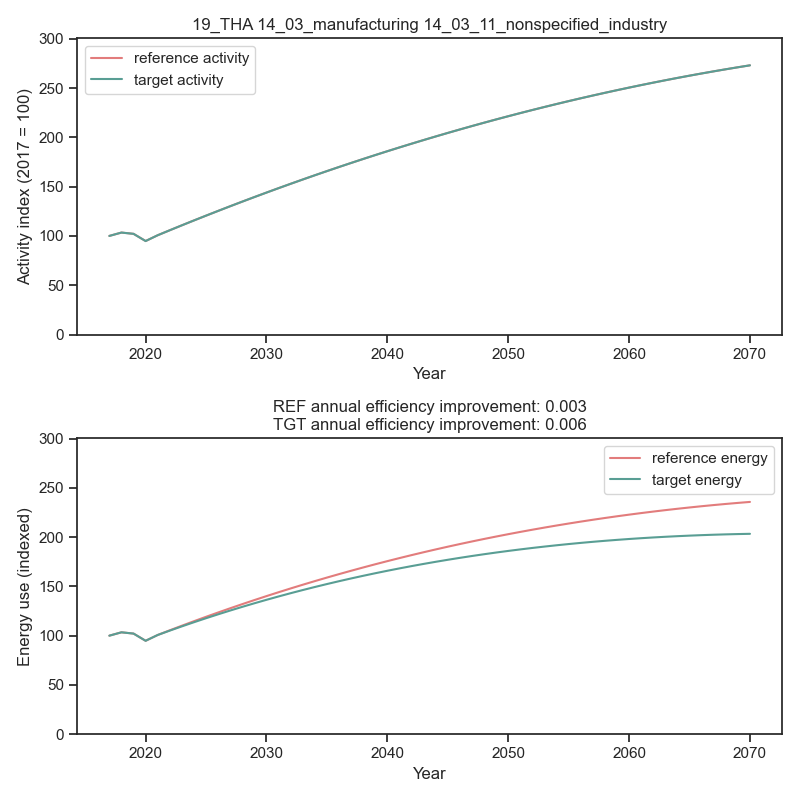 19_THA 14_03_manufacturing 14_03_11_nonspecified_industry
300
250
200
150
100
50
0
Activity index (2017 = 100)
reference activity
target activity
2020 2030 2040 2050 2060 2070
Year
REF annual efficiency improvement: 0.003
TGT annual efficiency improvement: 0.006
300
250
200
150
100
50
0
Energy use (indexed)
reference energy
target energy
2020 2030 2040 2050 2060 2070
Year